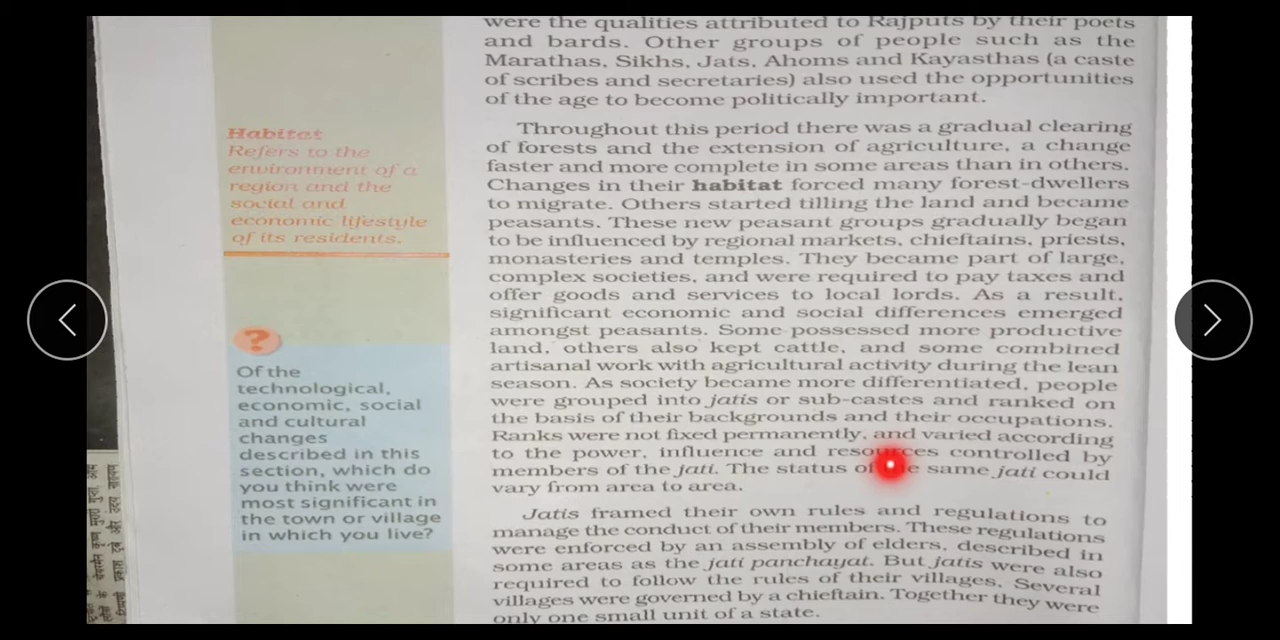 were the qualities attributed to Rajputs by their poets
and bards. Other groups of people such as the
Marathas, Sikhs, Jats, Ahoms and Kayasthas (a caste
of scribes and secretaries) also used the opportunities
of the age to become politically important.
Throughout this period there was a gradual clearing
of forests and the extension of agriculture, a change
faster and more complete in some areas than in others.
Changes in their habitat forced many forest-dwellers
to migrate. Others started tilling the land and became
peasants. These new peasant groups gradually began
to be influenced by regional markets, chieftains, priests,
monasteries and temples. They became part of large,
complex societies, and were required to pay taxes and
offer goods and services to local lords. As a result,
significant economic and social differences emerged
amongst peasants. Some possessed more productive
land, others also kept cattle, and some combined
artisanal work with agricultural activity during the lean
season. As society became more differentiated, people
were grouped into jatis or sub-castes and ranked on
the basis of their backgrounds and their occupations.
Ranks were not fixed permanently, and varied according
to the power, influence and resources controlled by
members of the jati. The status of the same jati could
vary from area to area.
Jatis framed their own rules and regulations to
manage the conduct of their members. These regulations
were enforced by an assembly of elders, described in
some areas as the jati panchayat. But jatis were also
required to follow the rules of their villages. Several
villages were governed by a chieftain. Together they were
only one small unit of a state.
Habitat
Refers to the
environment of a
region and the
social and
economic lifestyle
of its residents.
?
Of the
technological,
economic, social
and cultural
changes
described in this
section, which do
you think were
most significant in
the town or village
in which you live?